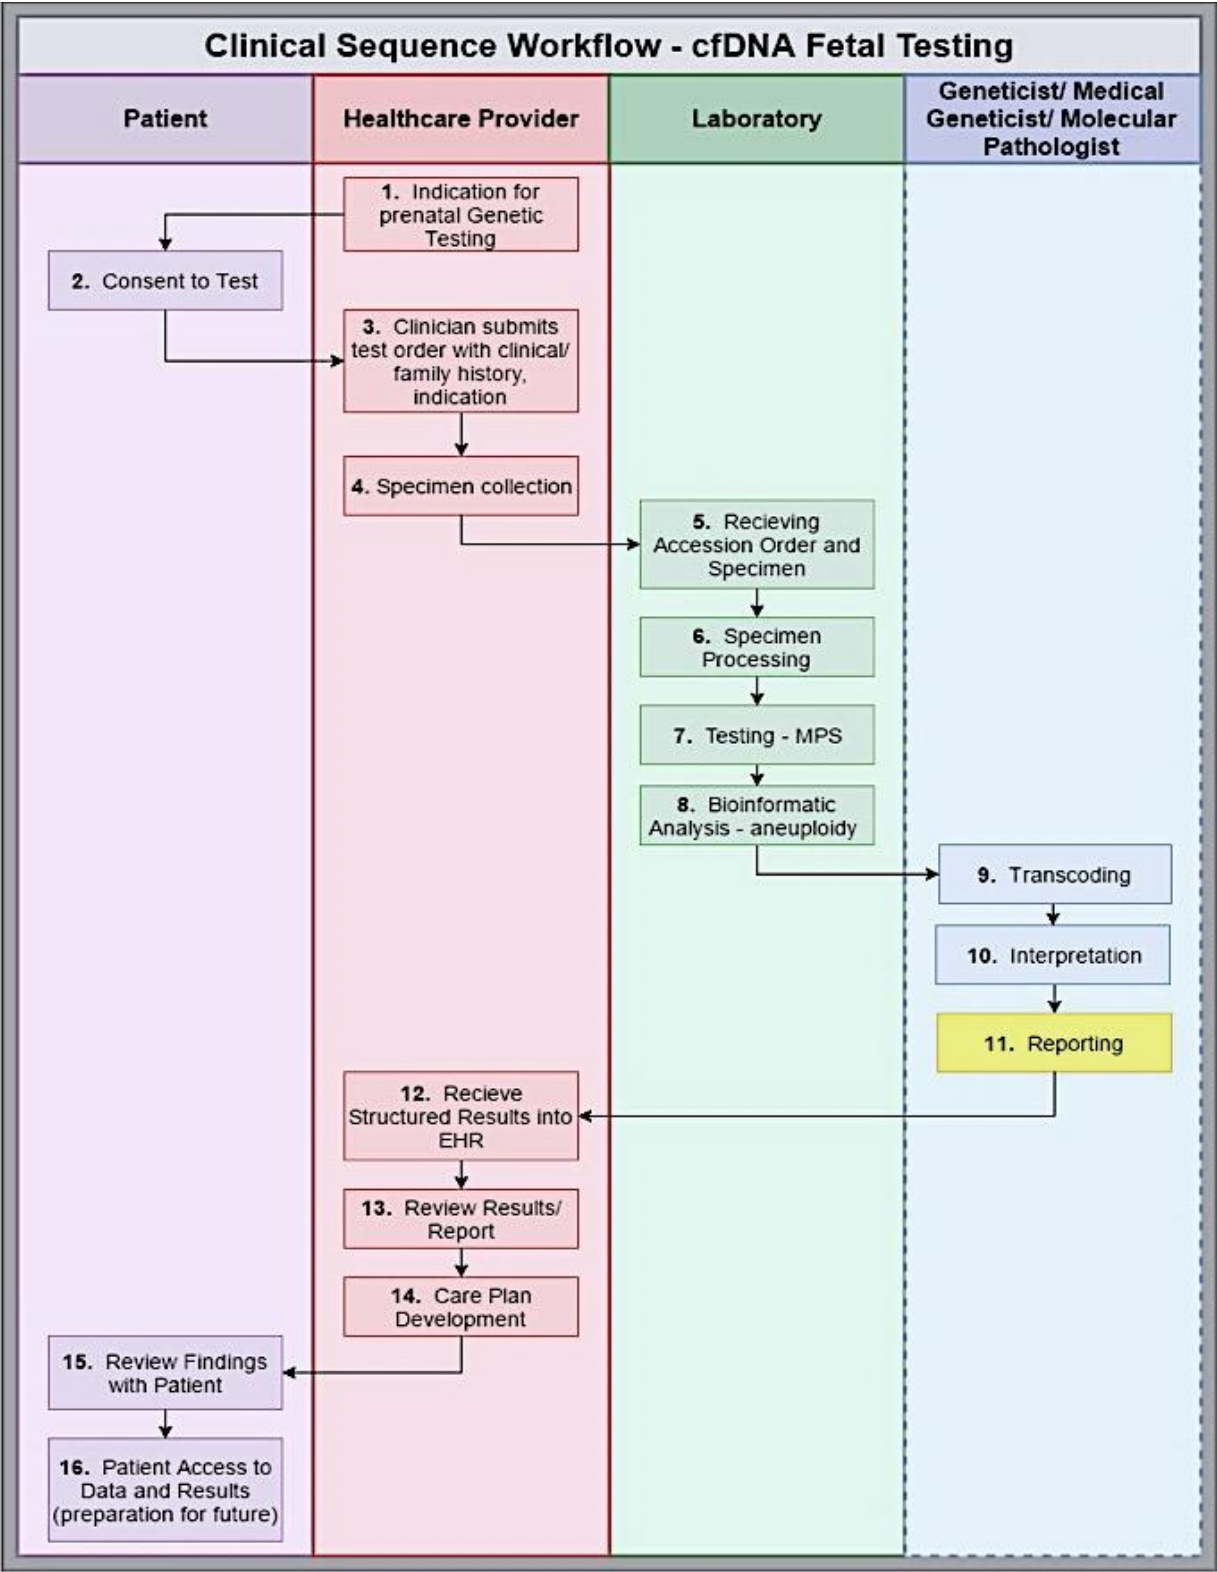 Clinical Sequence Workflow - cfDNA Fetal Testing
Patient
Healthcare Provider
Laboratory
Geneticist/ Medical
Geneticist/ Molecular
Pathologist
1. Indication for
prenatal Genetic
Testing
2. Consent to Test
3. Clinician submits
test order with clinical/
family history,
indication
4. Specimen collection
5. Recieving
Accession Order and
Specimen
6. Specimen
Processing
7. Testing - MPS
8. Bioinformatic
Analysis - aneuploidy
9. Transcoding
10. Interpretation
11. Reporting
12. Recieve
Structured Results into
EHR
13. Review Results/
Report
14. Care Plan
Development
15. Review Findings
with Patient
16. Patient Access to
Data and Results
(preparation for future)